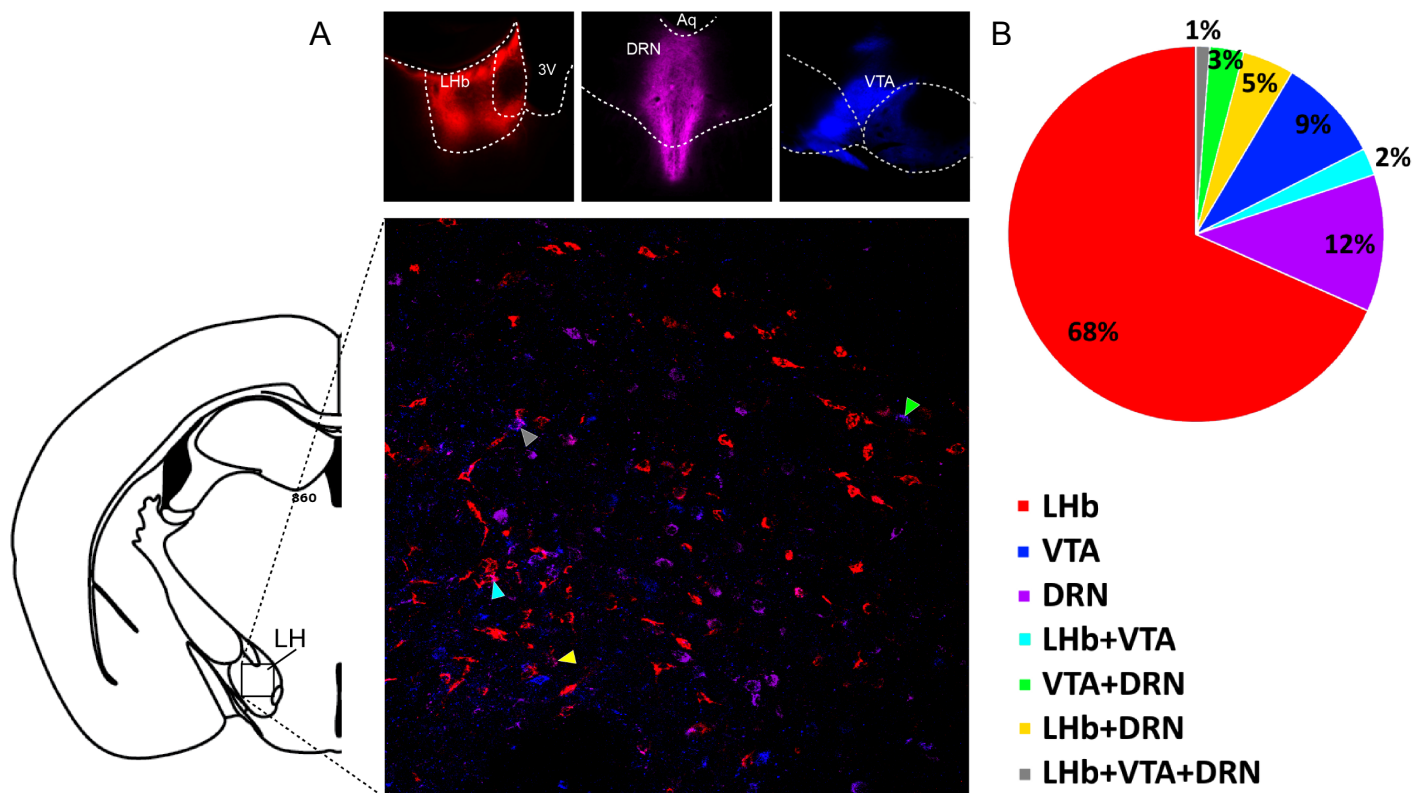 A
LHb
3V
Aq
DRN
VTA
860
LH
B
1%
3%
5%
9%
2%
12%
68%
LHb
VTA
DRN
LHb+VTA
VTA+DRN
LHb+DRN
LHb+VTA+DRN